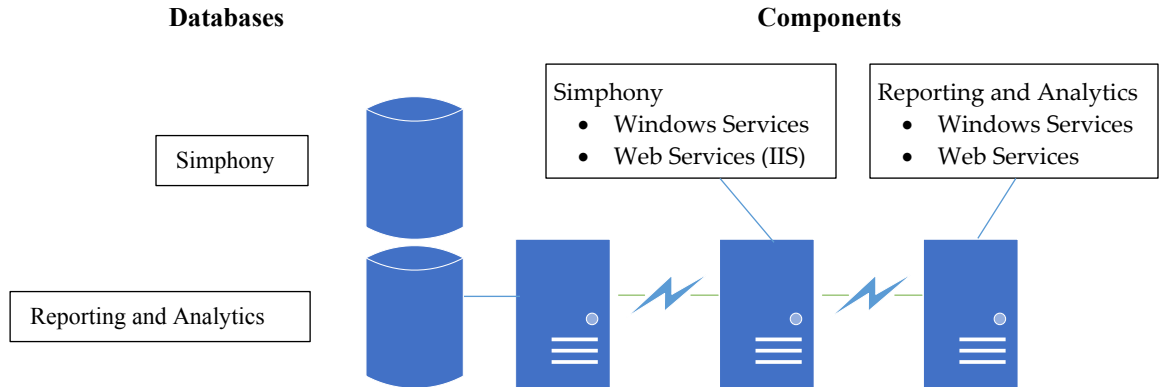 Databases
Components
Simphony
• Windows Services
• Web Services (IIS)
Reporting and Analytics
• Windows Services
• Web Services
Simphony
Reporting and Analytics